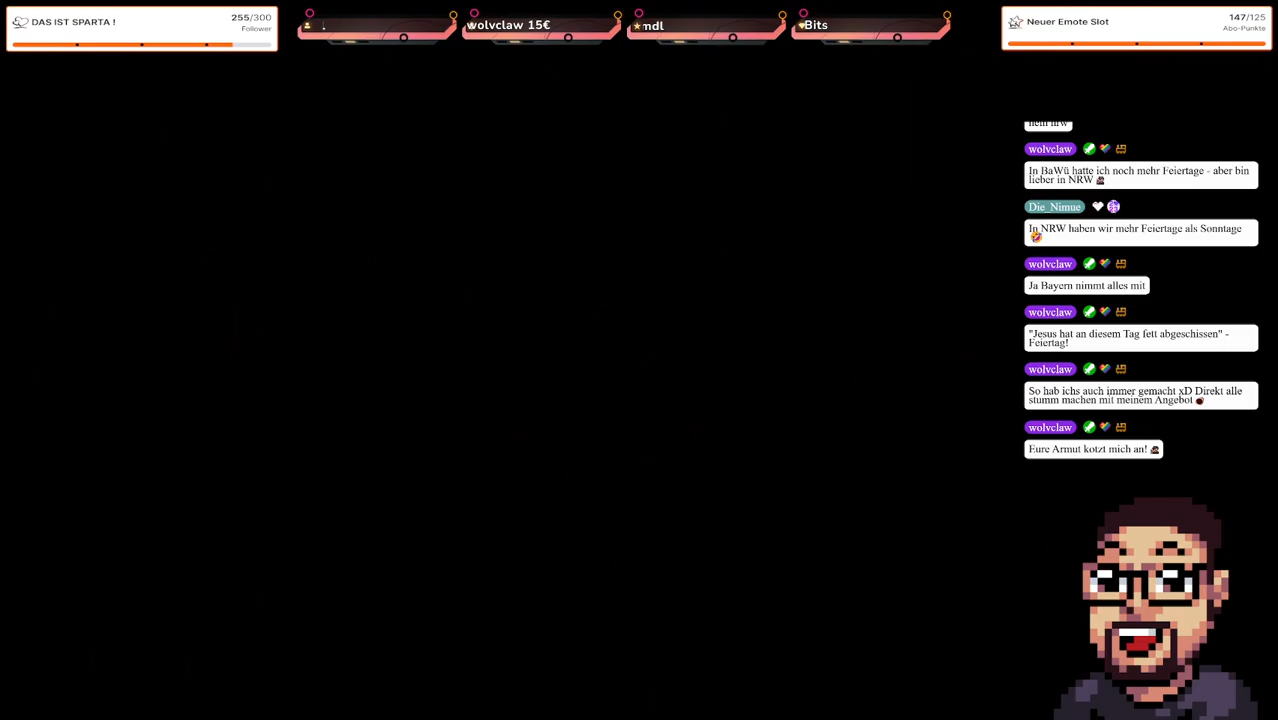 DAS IST SPARTA !
255/300
Follower
wolvclaw 15€
mdl
Bits
Neuer Emote Slot
147/125
Abo-Punkte
nein nrw
wolvclaw
In BaWü hatte ich noch mehr Feiertage - aber bin
lieber in NRW
Die_Nimue
In NRW haben wir mehr Feiertage als Sonntage
wolvclaw
Ja Bayern nimmt alles mit
wolvclaw
"Jesus hat an diesem Tag fett abgeschissen" -
Feiertag!
wolvclaw
So hab ichs auch immer gemacht xD Direkt alle
stumm machen mit meinem Angebot
wolvclaw
Eure Armut kotzt mich an!